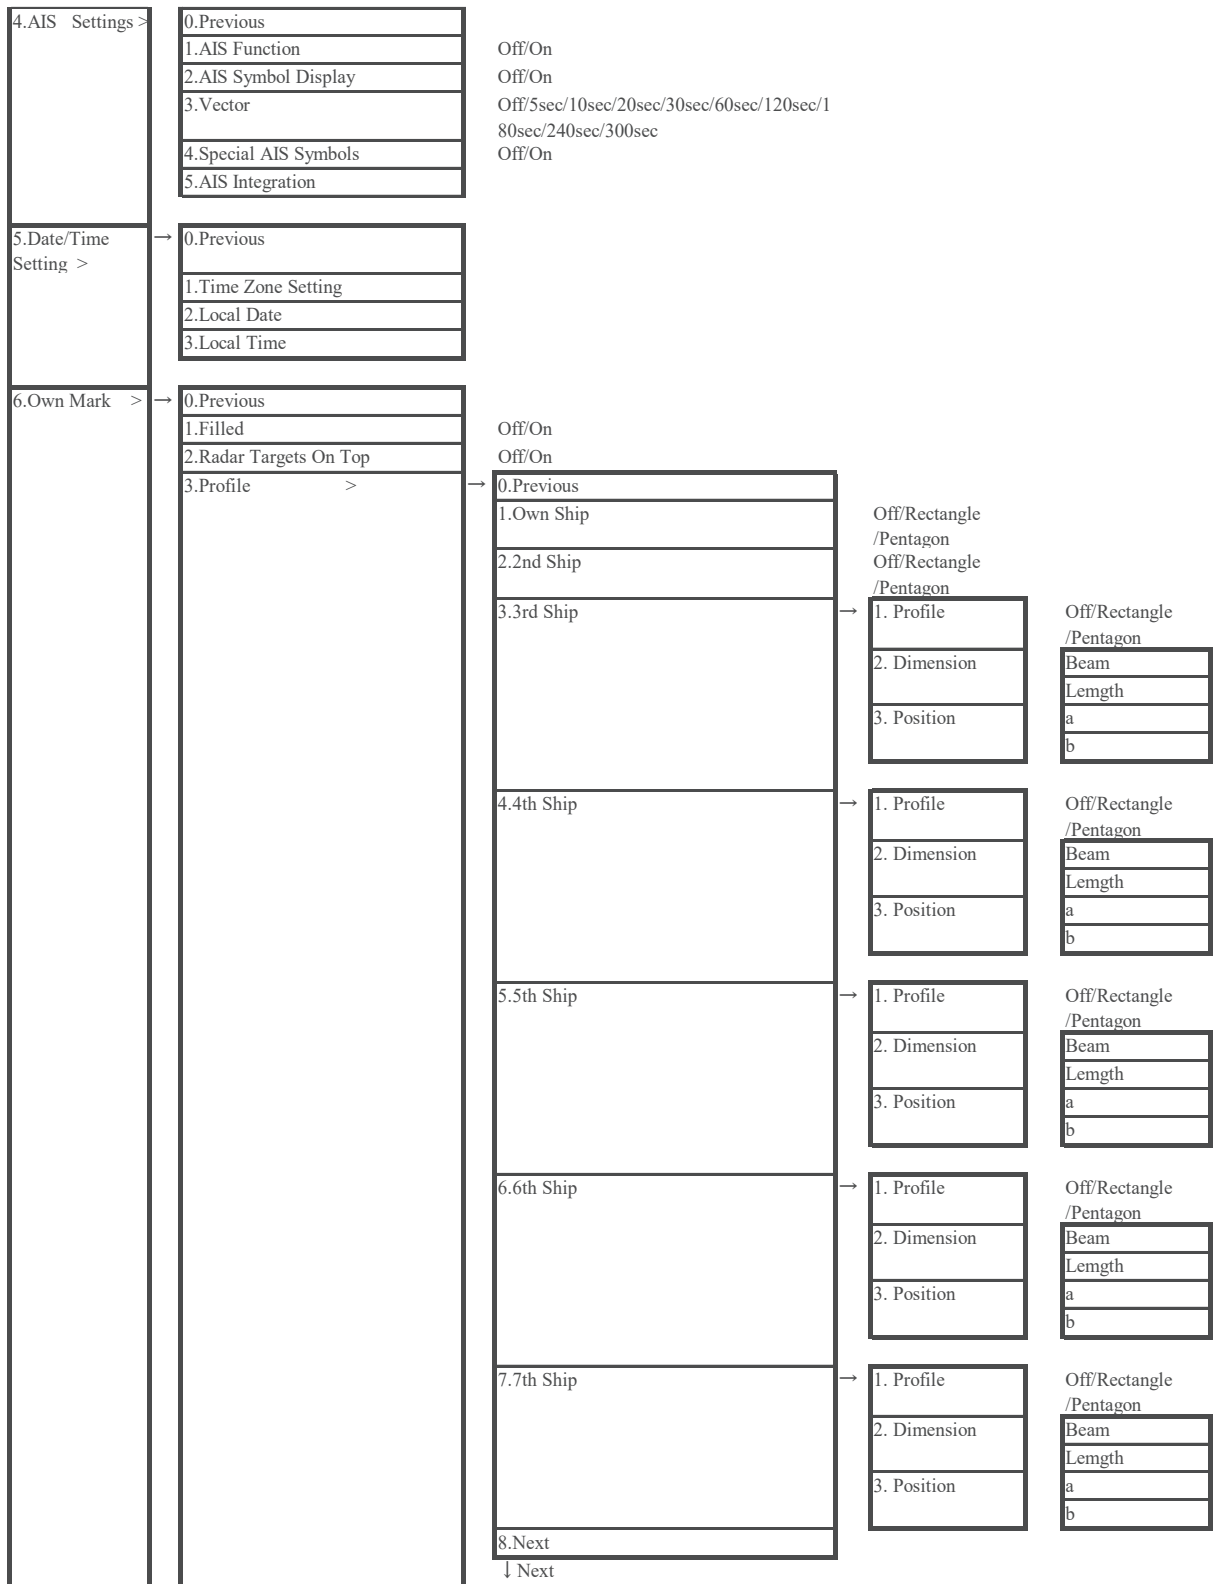 4.AIS Settings >
0.Previous
1.AIS Function Off/On
2.AIS Symbol Display Off/On
3.Vector Off/5sec/10sec/20sec/30sec/60sec/120sec/1
80sec/240sec/300sec
4.Special AIS Symbols Off/On
5.AIS Integration
5.Date/Time → 0.Previous
Setting >
1.Time Zone Setting
2.Local Date
3.Local Time
6.Own Mark > → 0.Previous
1.Filled Off/On
2.Radar Targets On Top Off/On
3.Profile > → 0.Previous
1.Own Ship Off/Rectangle
/Pentagon
2.2nd Ship Off/Rectangle
/Pentagon
3.3rd Ship → 1. Profile Off/Rectangle
/Pentagon
2. Dimension Beam
Lemgth
3. Position a
b
4.4th Ship → 1. Profile Off/Rectangle
/Pentagon
2. Dimension Beam
Lemgth
3. Position a
b
5.5th Ship → 1. Profile Off/Rectangle
/Pentagon
2. Dimension Beam
Lemgth
3. Position a
b
6.6th Ship → 1. Profile Off/Rectangle
/Pentagon
2. Dimension Beam
Lemgth
3. Position a
b
7.7th Ship → 1. Profile Off/Rectangle
/Pentagon
2. Dimension Beam
Lemgth
3. Position a
b
8.Next
↓ Next